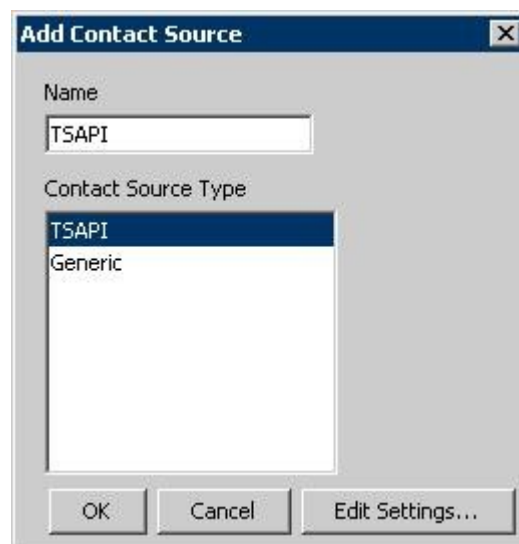 Add Contact Source
Name
TSAPI
Contact Source Type
TSAPI
Generic
OK Cancel Edit Settings...